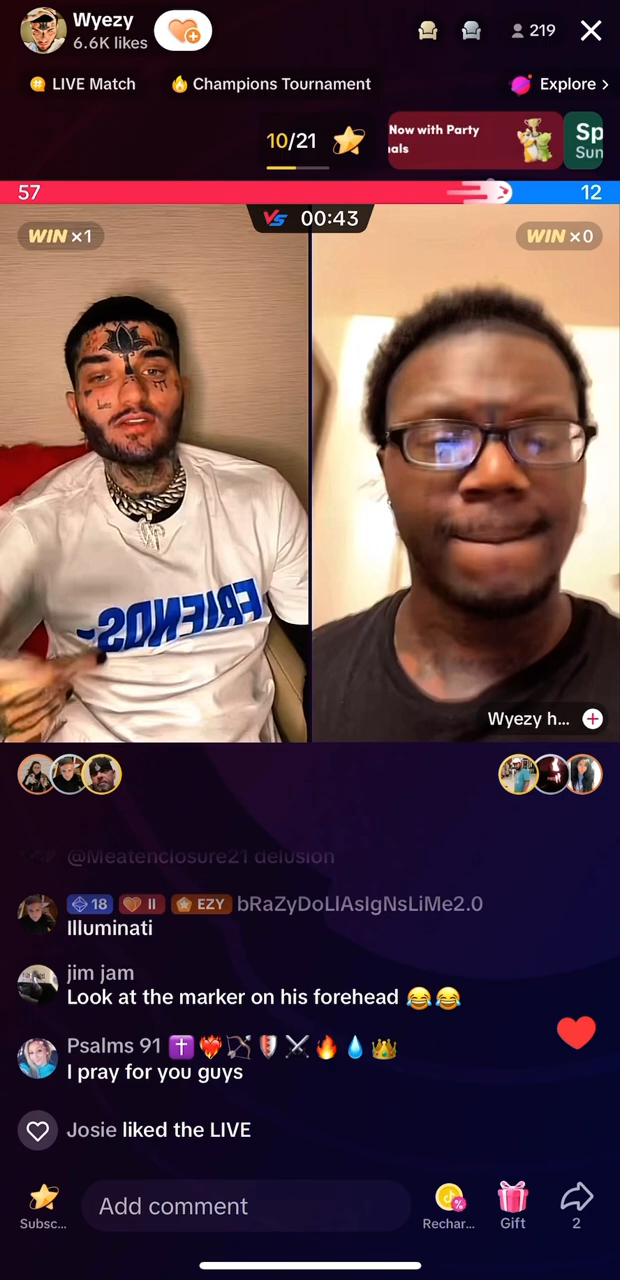 Wyezy
6.6K likes
219
LIVE Match
Champions Tournament
Explore >
10/21
Now with Party
Sp
Sun
57
12
VS 00:43
WIN ×1
WIN ×0
FRIENDS
Wyezy h...
@Meatenclosure21 delusion
18 II EZY bRaZyDoLlAsIgNsLiMe2.0
Illuminati
jim jam
Look at the marker on his forehead 😂😂
Psalms 91 ✝️❤️‍🔥🏹🛡️⚔️🔥💧👑
I pray for you guys
Josie liked the LIVE
Add comment
Subsc...
Rechar...
Gift
2